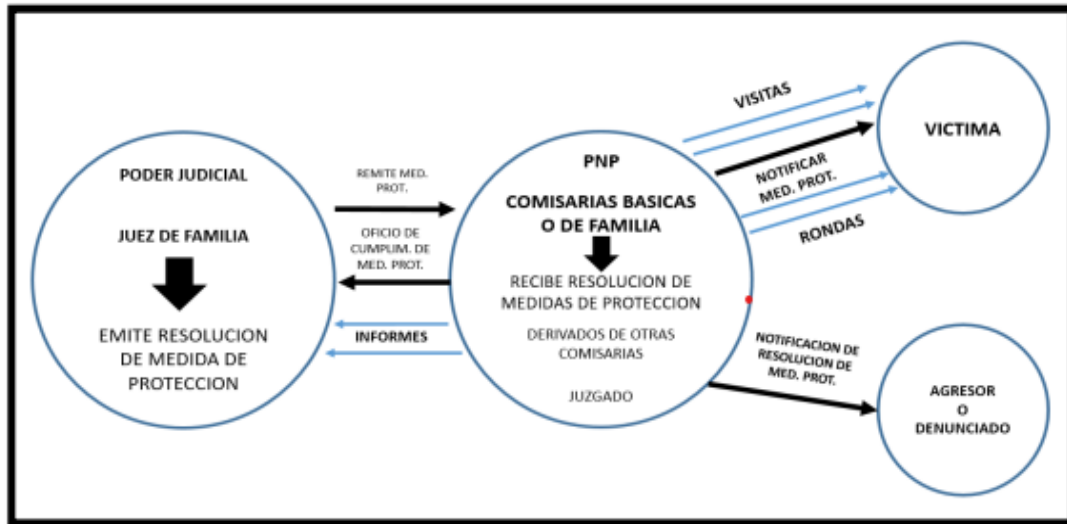 PODER JUDICIAL
JUEZ DE FAMILIA
EMITE RESOLUCION
DE MEDIDA DE
PROTECCION
REMITE MED.
PROT.
OFICIO DE
CUMPLIM. DE
MED. PROT.
INFORMES
PNP
COMISARIAS BASICAS
O DE FAMILIA
RECIBE RESOLUCION DE
MEDIDAS DE PROTECCION
DERIVADOS DE OTRAS
COMISARIAS
JUZGADO
VISITAS
NOTIFICAR
MED. PROT.
RONDAS
VICTIMA
NOTIFICACION DE
RESOLUCION DE
MED. PROT.
AGRESOR
O
DENUNCIADO